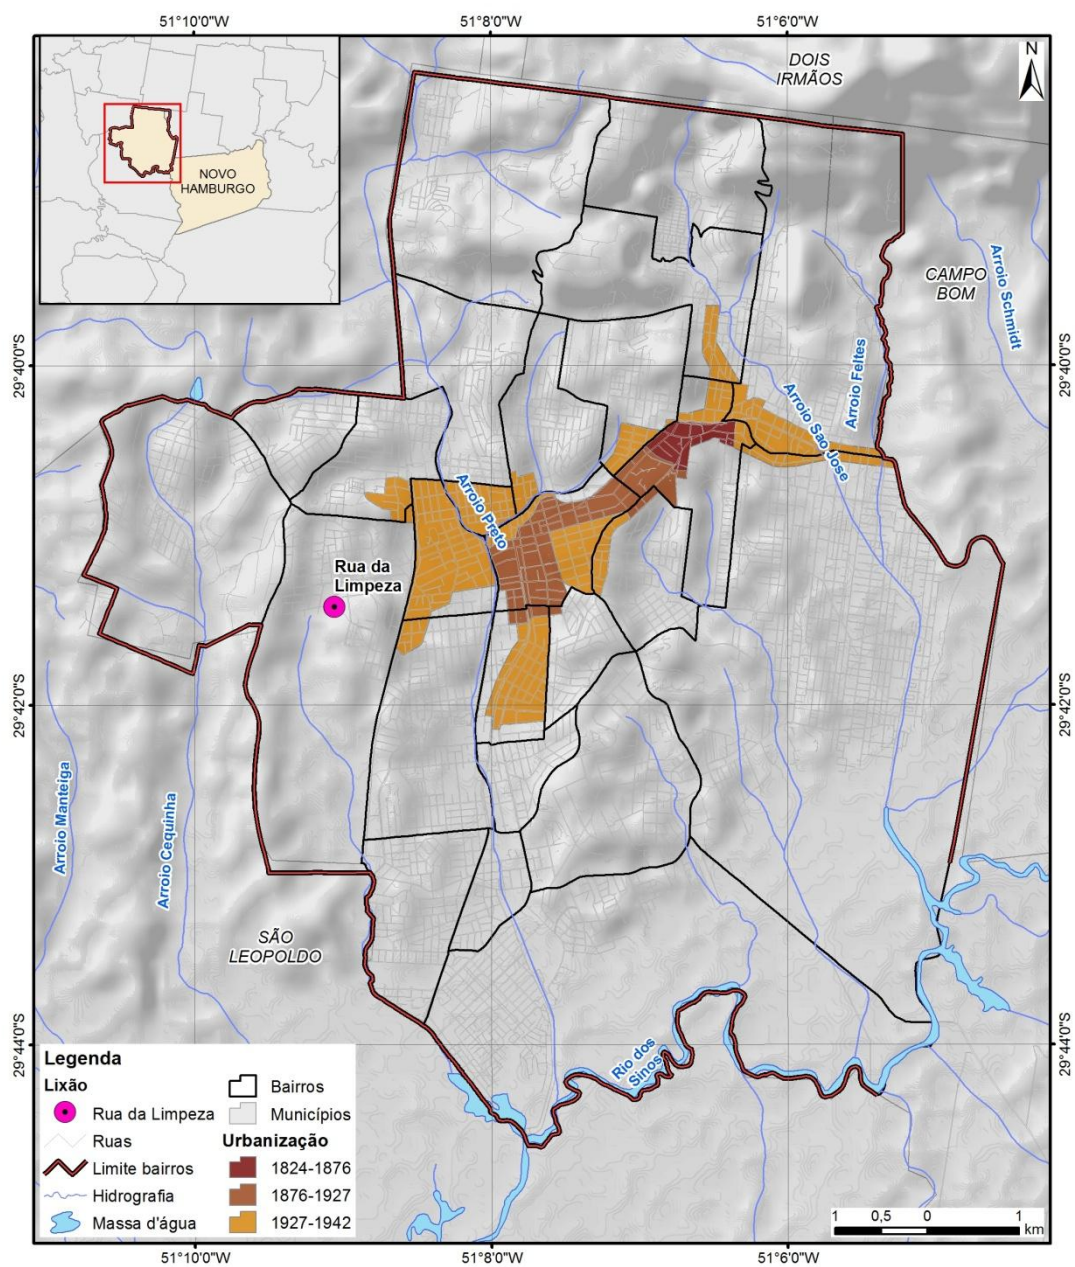 51°10'0"W
51°8'0"W
51°6'0"W
DOIS
IRMÃOS
N
NOVO
HAMBURGO
CAMPO
BOM
Arroio Schmidt
29°40'0"S
29°40'0"S
Arroio Feltes
Arroio Sao Jose
Arroio Preto
Rua da
Limpeza
29°42'0"S
29°42'0"S
Arroio Manteiga
Arroio Cequinha
SÃO
LEOPOLDO
29°44'0"S
29°44'0"S
Rio dos
Sinos
Legenda
Lixão
Rua da Limpeza
Ruas
Limite bairros
Hidrografia
Massa d'água
Bairros
Municípios
Urbanização
1824-1876
1876-1927
1927-1942
1 0,5 0 1
km
51°10'0"W
51°8'0"W
51°6'0"W